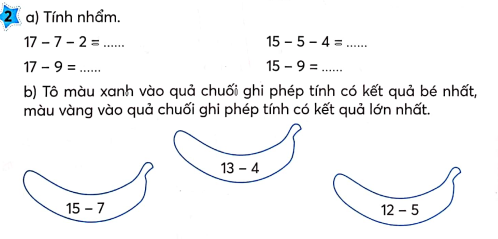 2 a) Tính nhẩm.
17 – 7 – 2 = ...... 15 – 5 – 4 = ......
17 – 9 = ...... 15 – 9 = ......
b) Tô màu xanh vào quả chuối ghi phép tính có kết quả bé nhất,
màu vàng vào quả chuối ghi phép tính có kết quả lớn nhất.
13 – 4
15 – 7
12 – 5